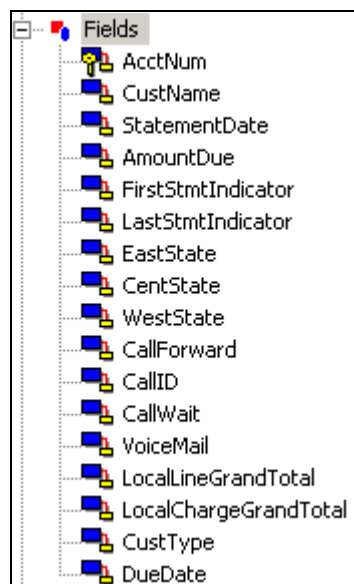 Fields
AcctNum
CustName
StatementDate
AmountDue
FirstStmtIndicator
LastStmtIndicator
EastState
CentState
WestState
CallForward
CallID
CallWait
VoiceMail
LocalLineGrandTotal
LocalChargeGrandTotal
CustType
DueDate